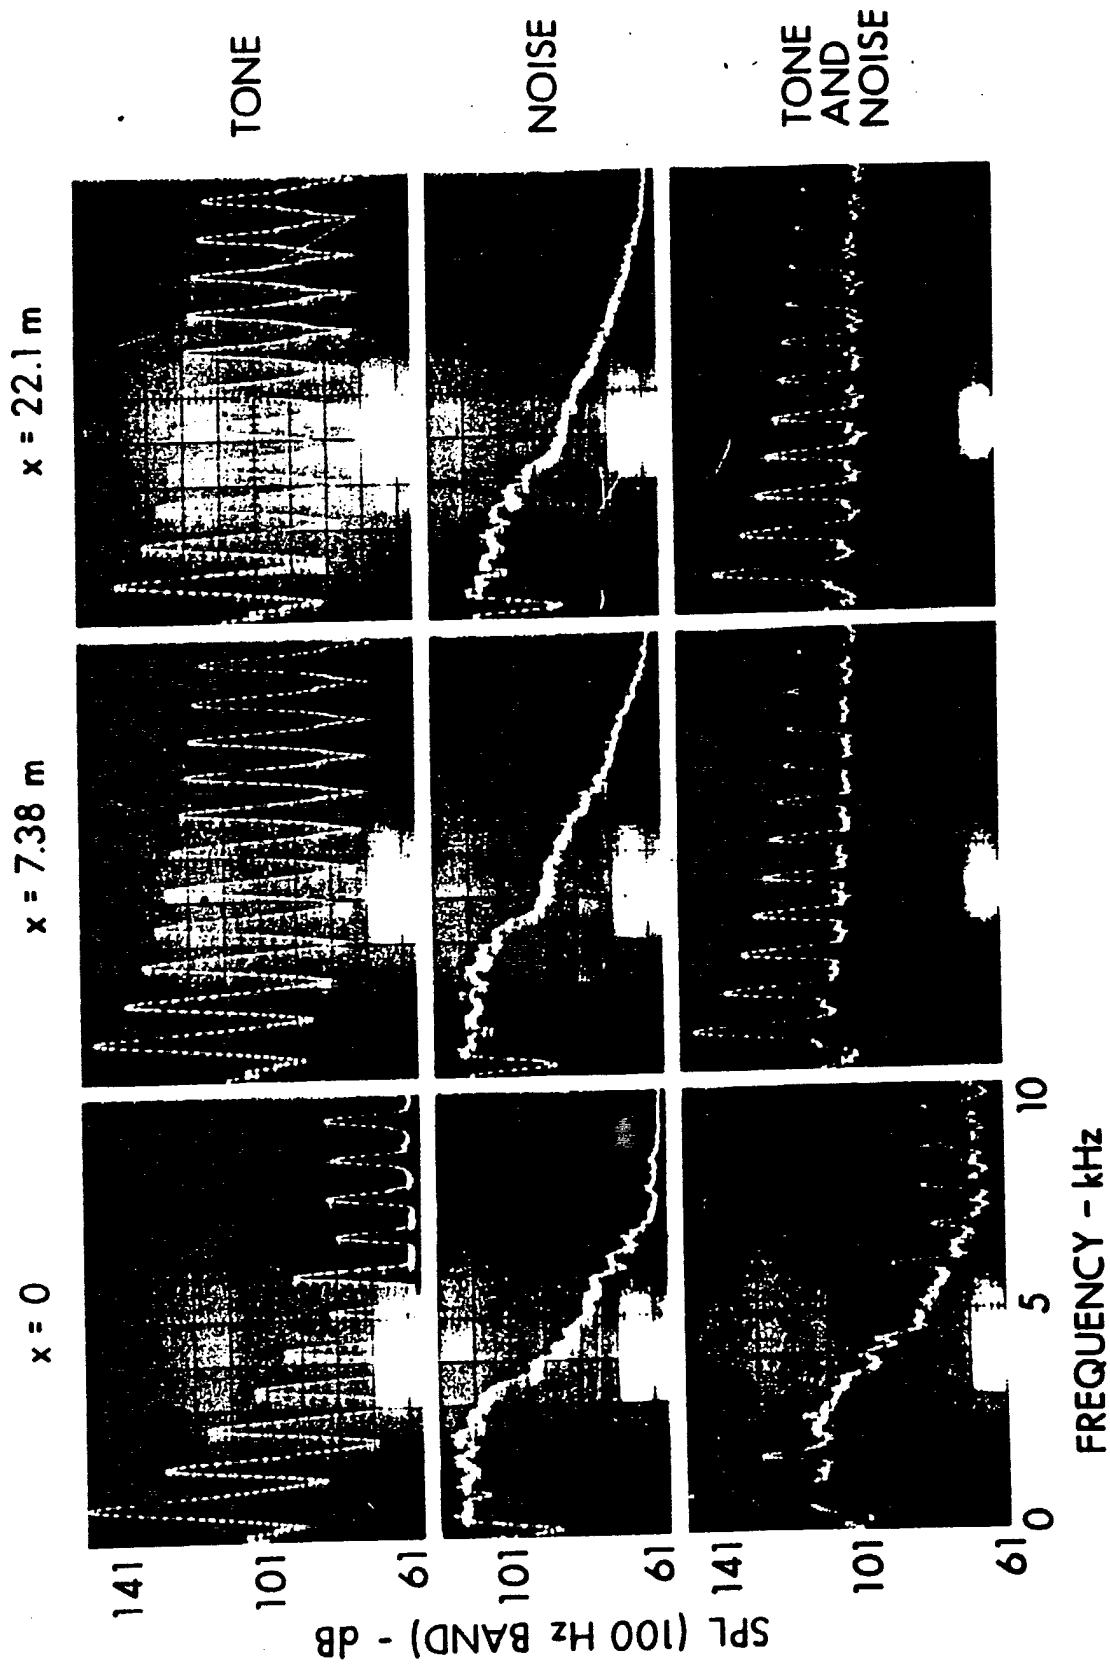 x = 0
x = 7.38 m
x = 22.1 m
141
101
61
TONE
101
61
NOISE
141
101
61
TONE
AND
NOISE
SPL (100 Hz BAND) - dB
0
5
10
FREQUENCY - kHz